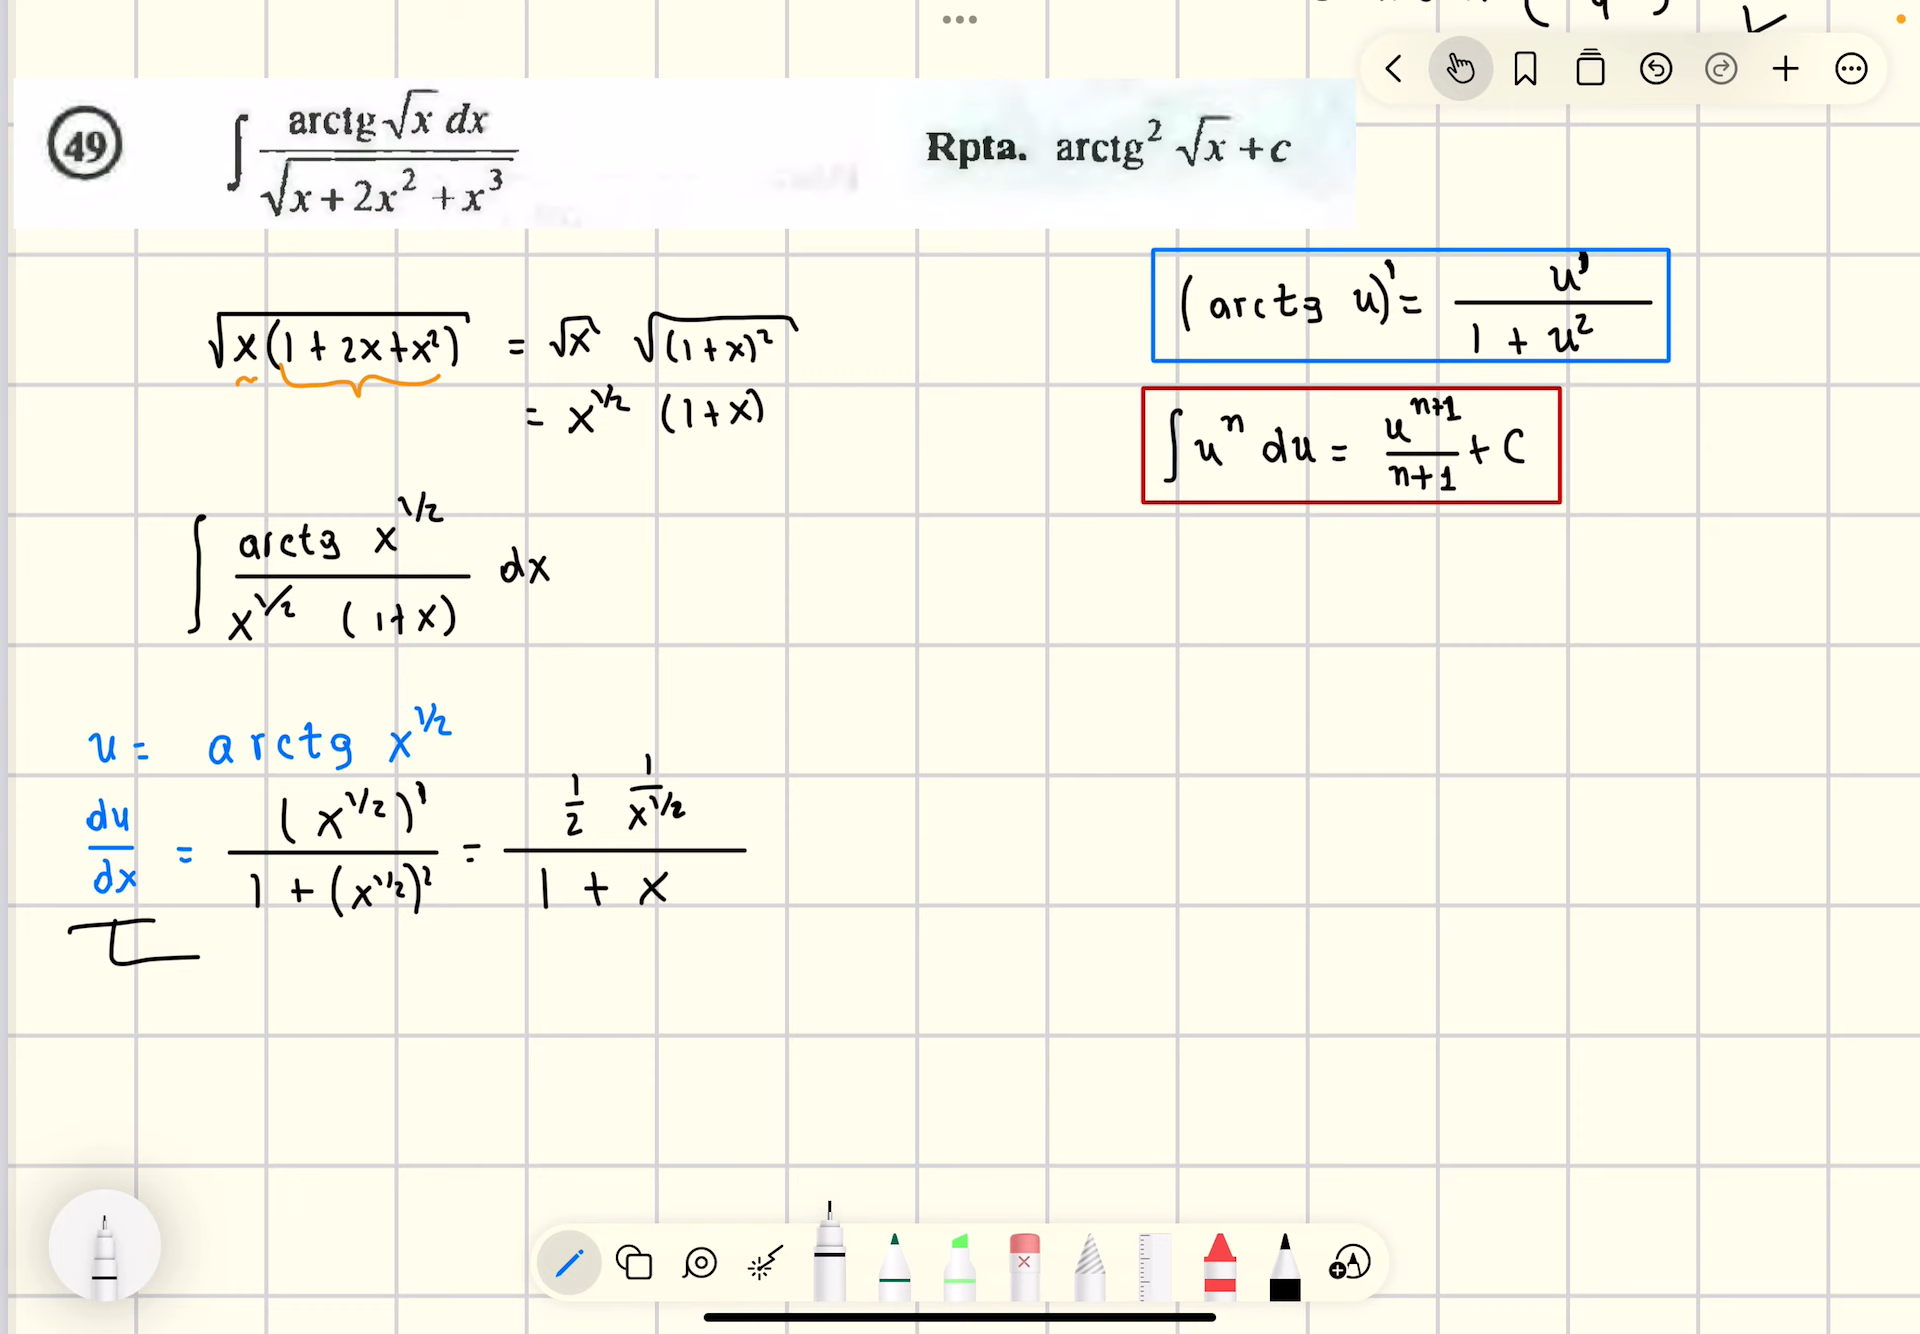 49 ∫ arctg √x dx / √(x + 2x² + x³) Rpta. arctg² √x + c
(arctg u)' = u' / (1 + u²)
√(x(1 + 2x + x²)) = √x √((1+x)²)
= x^(1/2) (1+x)
∫ uⁿ du = u^(n+1) / (n+1) + C
∫ arctg x^(1/2) / (x^(1/2) (1+x)) dx
u = arctg x^(1/2)
du/dx = (x^(1/2))' / (1 + (x^(1/2))²) = (1/2 1/x^(1/2)) / (1 + x)